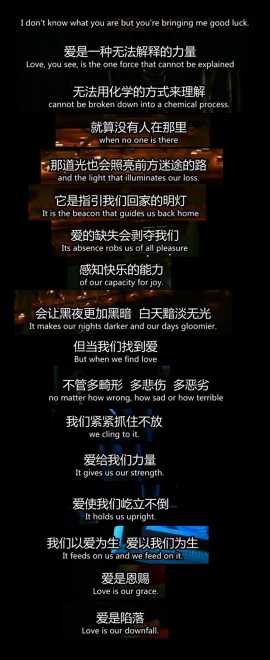 I don't know what you are but you're bringing me good luck.
爱是一种无法解释的力量
Love, you see, is the one force that cannot be explained
无法用化学的方式来理解
cannot be broken down into a chemical process.
就算没有人在那里
when no one is there
那道光也会照亮前方迷途的路
and the light that illuminates our loss.
它是指引我们回家的明灯
It is the beacon that guides us back home
爱的缺失会剥夺我们
Its absence robs us of all pleasure
感知快乐的能力
of our capacity for joy.
会让黑夜更加黑暗 白天黯淡无光
It makes our nights darker and our days gloomier.
但当我们找到爱
But when we find love
不管多畸形 多悲伤 多恶劣
no matter how wrong, how sad or how terrible
我们紧紧抓住不放
we cling to it.
爱给我们力量
It gives us our strength.
爱使我们屹立不倒
It holds us upright.
我们以爱为生 爱以我们为生
It feeds on us and we feed on it.
爱是恩赐
Love is our grace.
爱是陷落
Love is our downfall.